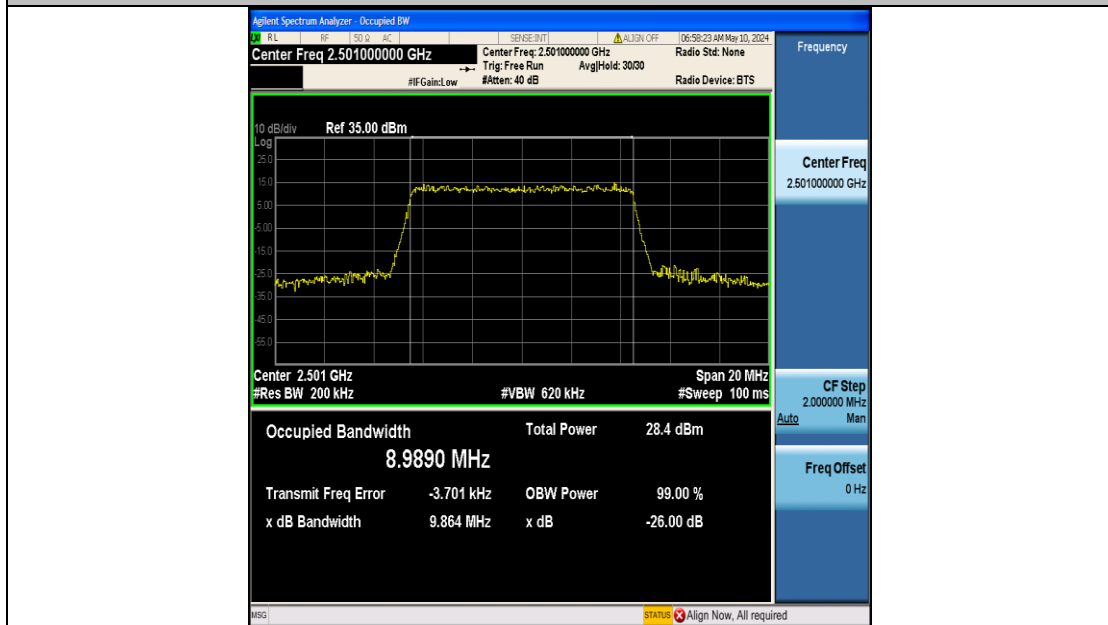 Agilent Spectrum Analyzer - Occupied BW
LXI RL RF 50 Ω AC SENSE:INT ALIGN OFF 06:58:23 AM May 10, 2024
Center Freq 2.501000000 GHz
Center Freq: 2.501000000 GHz Radio Std: None
Trig: Free Run Avg|Hold: 30/30
#IFGain:Low #Atten: 40 dB Radio Device: BTS
10 dB/div Ref 35.00 dBm
Log
25.0
15.0
5.00
-5.00
-15.0
-25.0
-35.0
-45.0
-55.0
Center 2.501 GHz Span 20 MHz
#Res BW 200 kHz #VBW 620 kHz #Sweep 100 ms
Occupied Bandwidth Total Power 28.4 dBm
8.9890 MHz
Transmit Freq Error -3.701 kHz OBW Power 99.00 %
x dB Bandwidth 9.864 MHz x dB -26.00 dB
MSG STATUS Align Now, All required
Frequency
Center Freq
2.501000000 GHz
CF Step
2.000000 MHz
Auto Man
Freq Offset
0 Hz